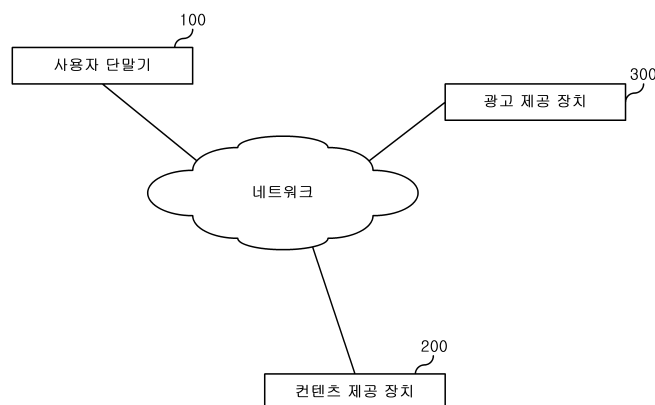 100
사용자 단말기
300
광고 제공 장치
네트워크
200
컨텐츠 제공 장치